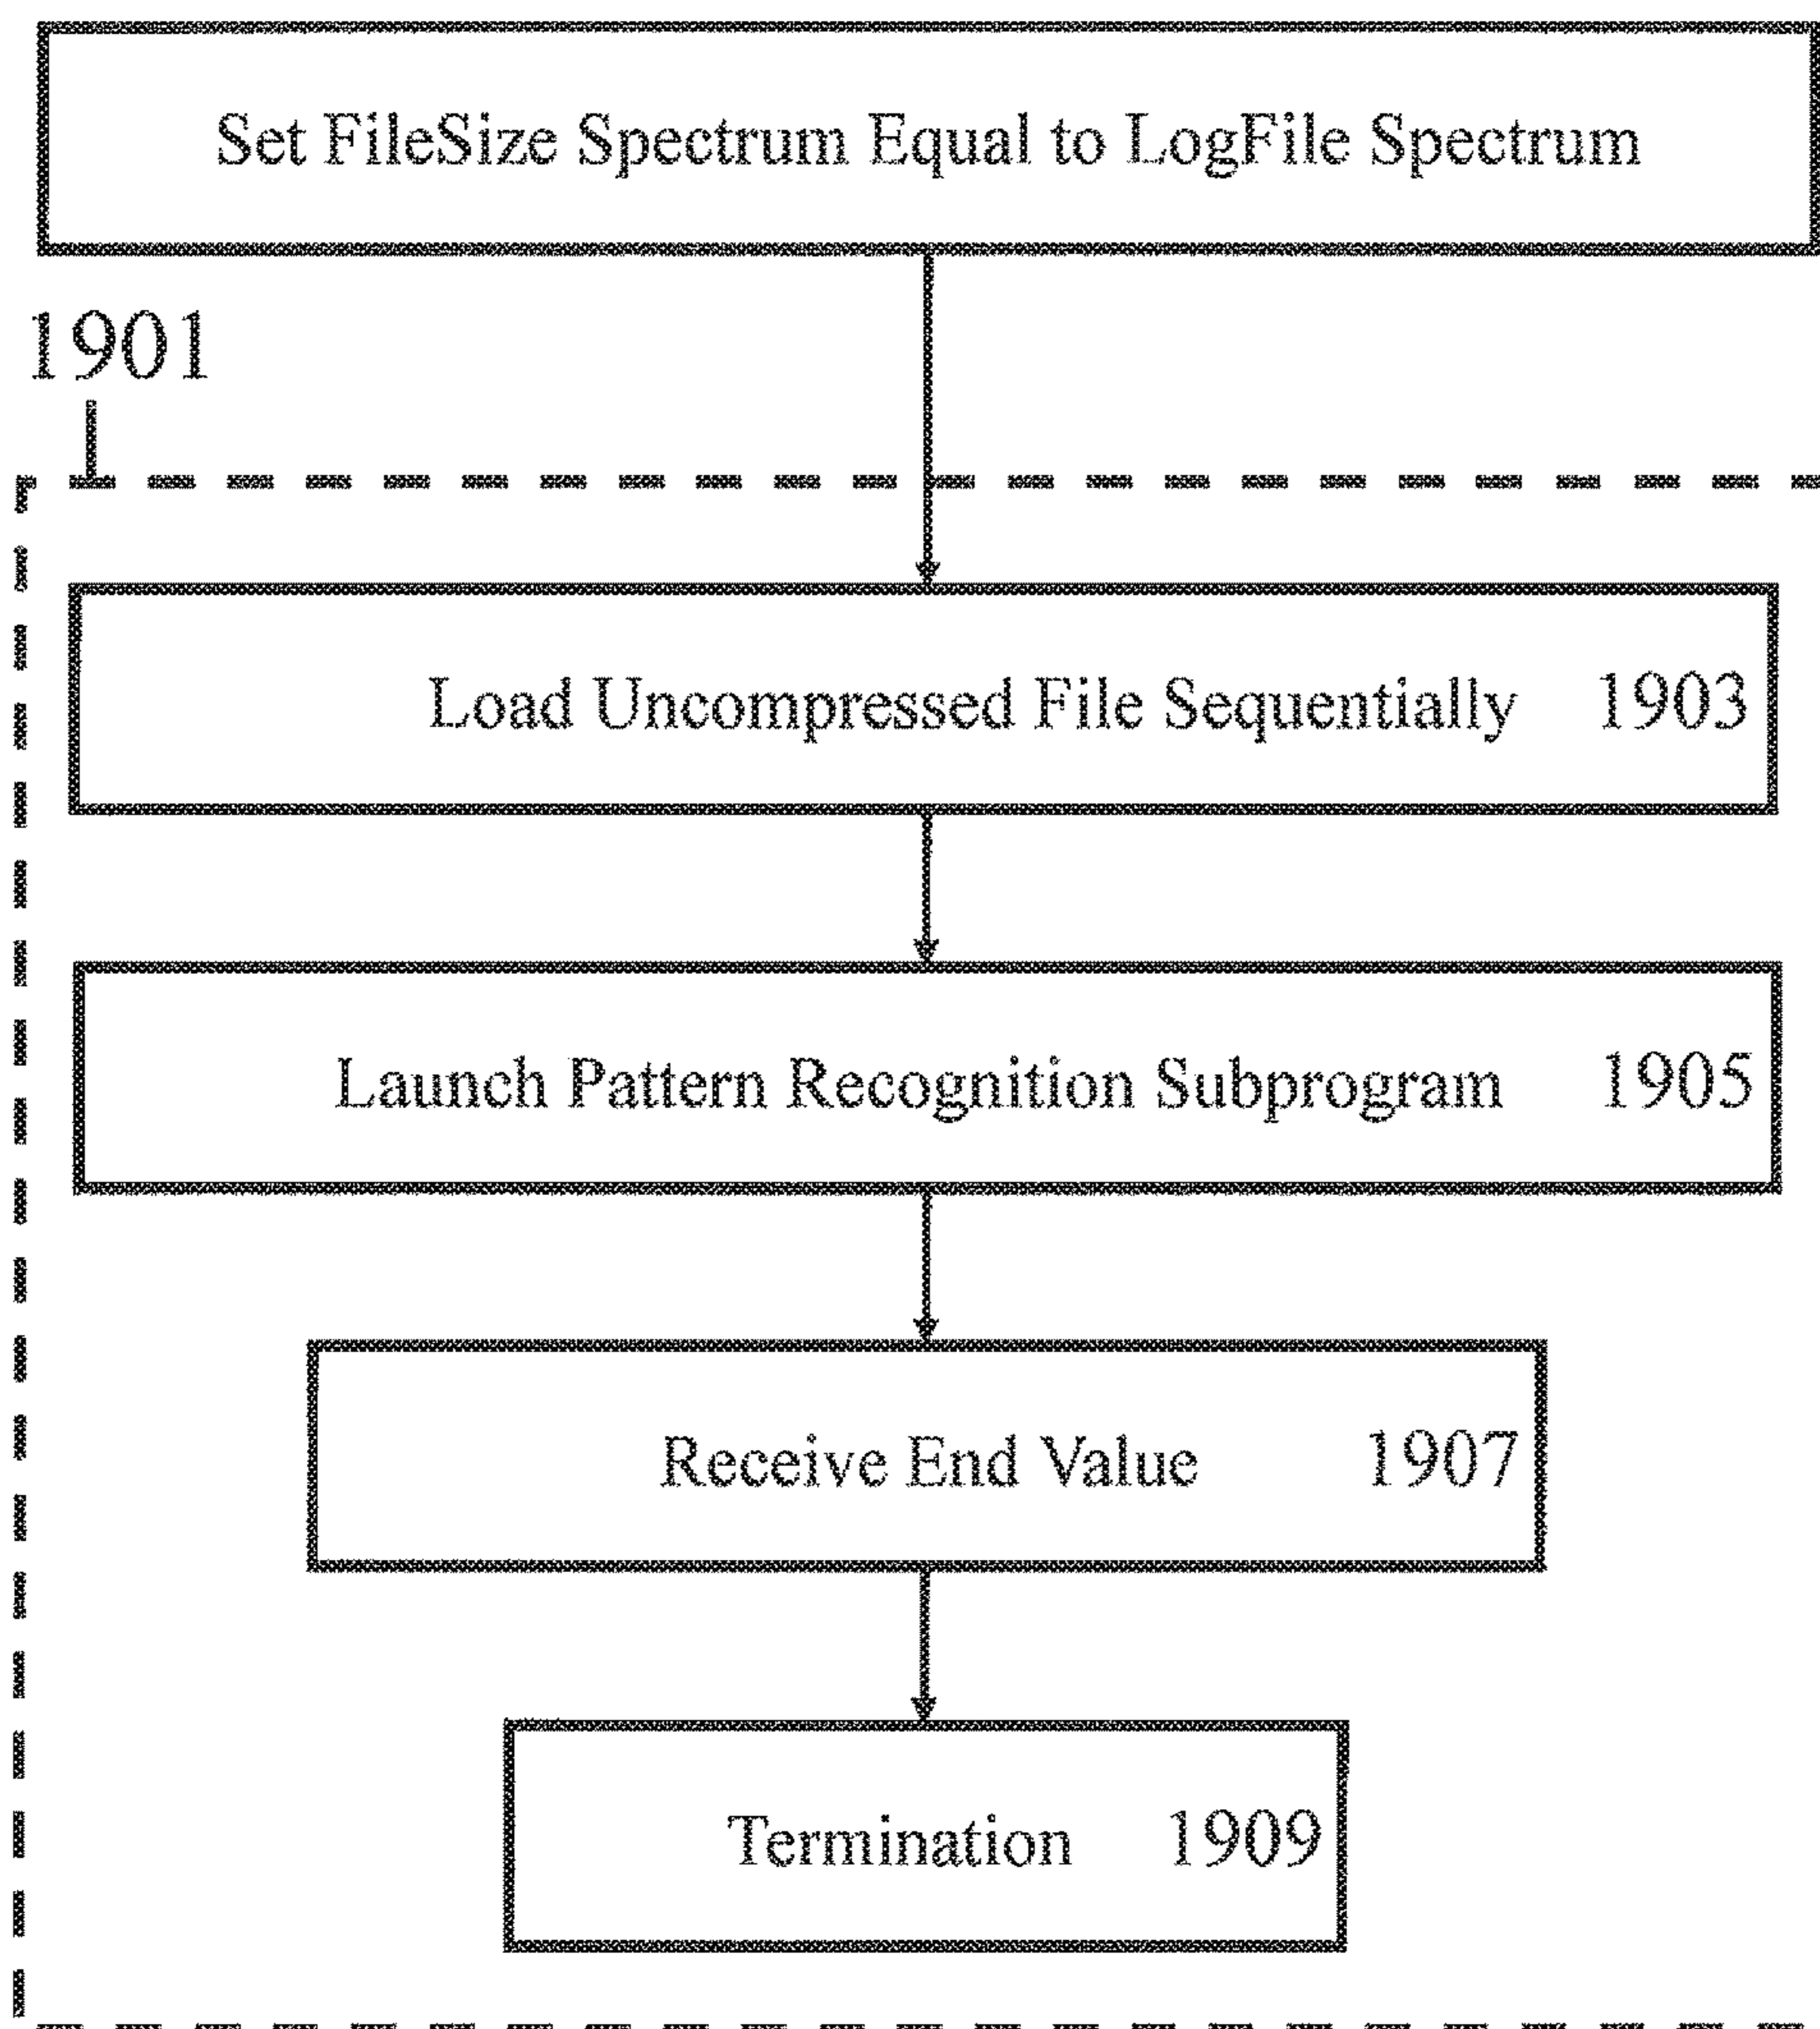 Set FileSize Spectrum Equal to LogFile Spectrum
1901
Load Uncompressed File Sequentially 1903
Launch Pattern Recognition Subprogram 1905
Receive End Value 1907
Termination 1909